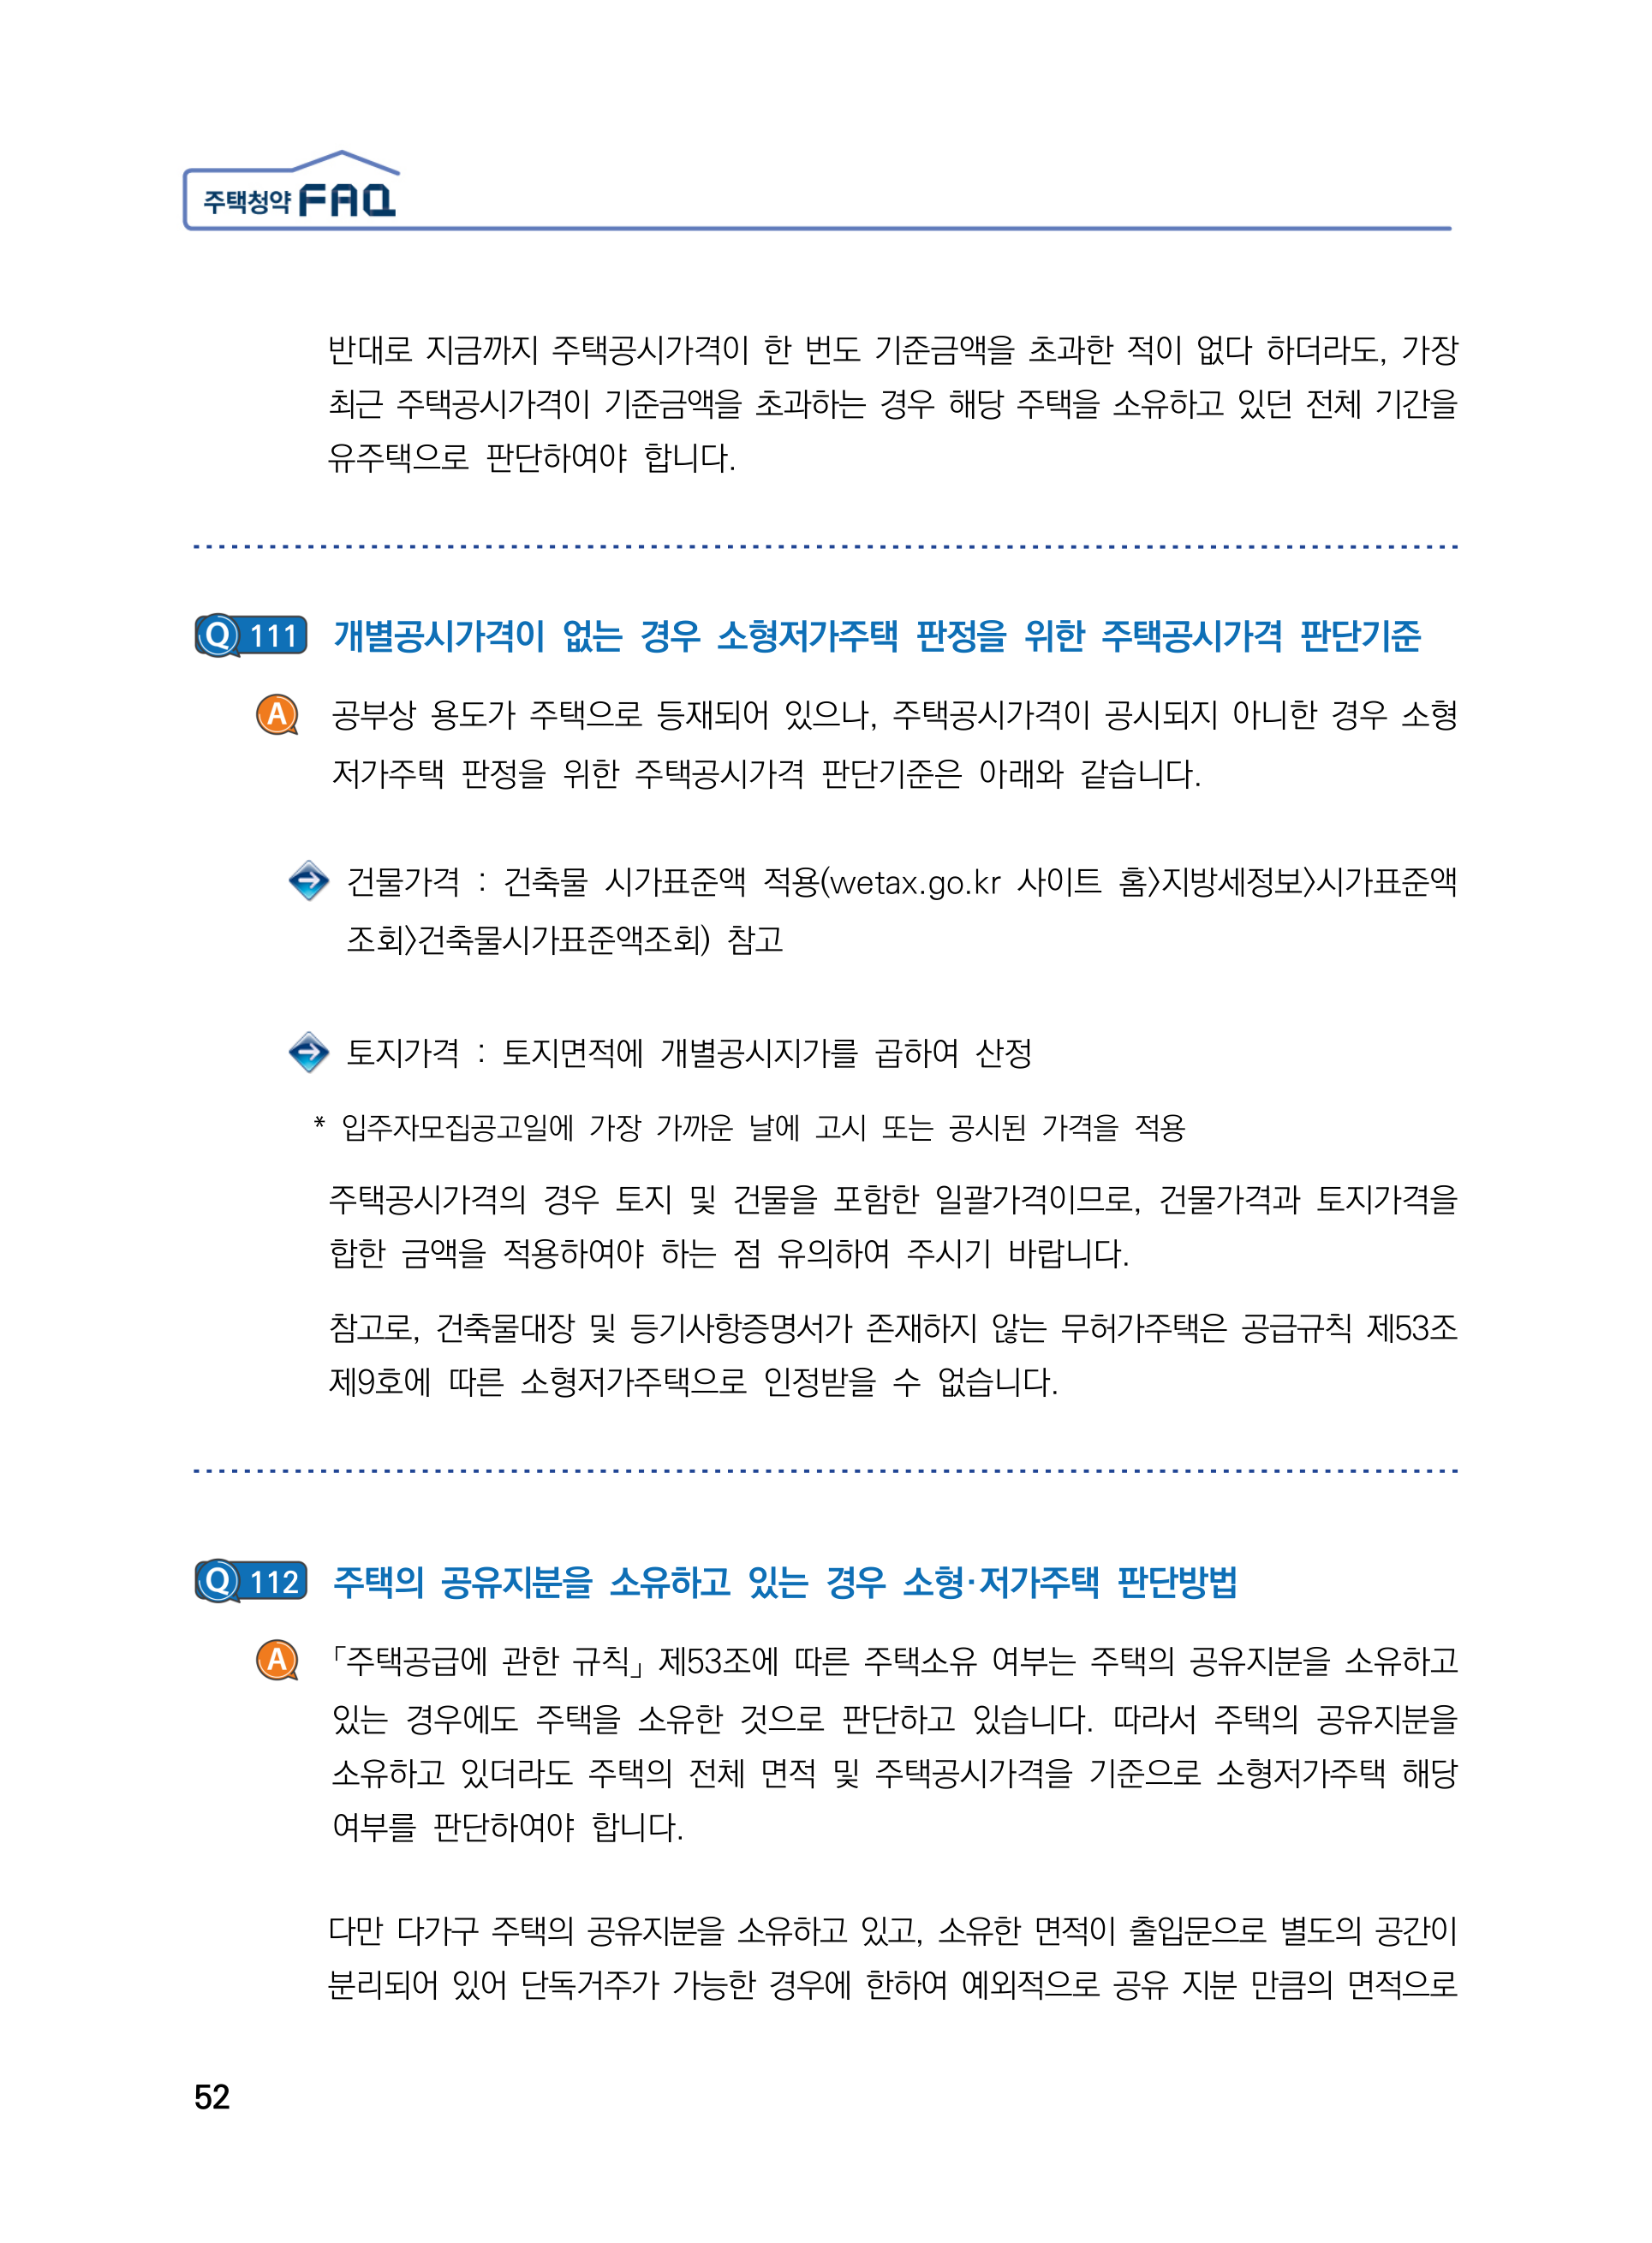 주택청약 FAQ
반대로 지금까지 주택공시가격이 한 번도 기준금액을 초과한 적이 없다 하더라도, 가장
최근 주택공시가격이 기준금액을 초과하는 경우 해당 주택을 소유하고 있던 전체 기간을
유주택으로 판단하여야 합니다.
Q 111 개별공시가격이 없는 경우 소형저가주택 판정을 위한 주택공시가격 판단기준
A 공부상 용도가 주택으로 등재되어 있으나, 주택공시가격이 공시되지 아니한 경우 소형
저가주택 판정을 위한 주택공시가격 판단기준은 아래와 같습니다.
건물가격 : 건축물 시가표준액 적용(wetax.go.kr 사이트 홈>지방세정보>시가표준액
조회>건축물시가표준액조회) 참고
토지가격 : 토지면적에 개별공시지가를 곱하여 산정
* 입주자모집공고일에 가장 가까운 날에 고시 또는 공시된 가격을 적용
주택공시가격의 경우 토지 및 건물을 포함한 일괄가격이므로, 건물가격과 토지가격을
합한 금액을 적용하여야 하는 점 유의하여 주시기 바랍니다.
참고로, 건축물대장 및 등기사항증명서가 존재하지 않는 무허가주택은 공급규칙 제53조
제9호에 따른 소형저가주택으로 인정받을 수 없습니다.
Q 112 주택의 공유지분을 소유하고 있는 경우 소형·저가주택 판단방법
A 「주택공급에 관한 규칙」 제53조에 따른 주택소유 여부는 주택의 공유지분을 소유하고
있는 경우에도 주택을 소유한 것으로 판단하고 있습니다. 따라서 주택의 공유지분을
소유하고 있더라도 주택의 전체 면적 및 주택공시가격을 기준으로 소형저가주택 해당
여부를 판단하여야 합니다.
다만 다가구 주택의 공유지분을 소유하고 있고, 소유한 면적이 출입문으로 별도의 공간이
분리되어 있어 단독거주가 가능한 경우에 한하여 예외적으로 공유 지분 만큼의 면적으로
52